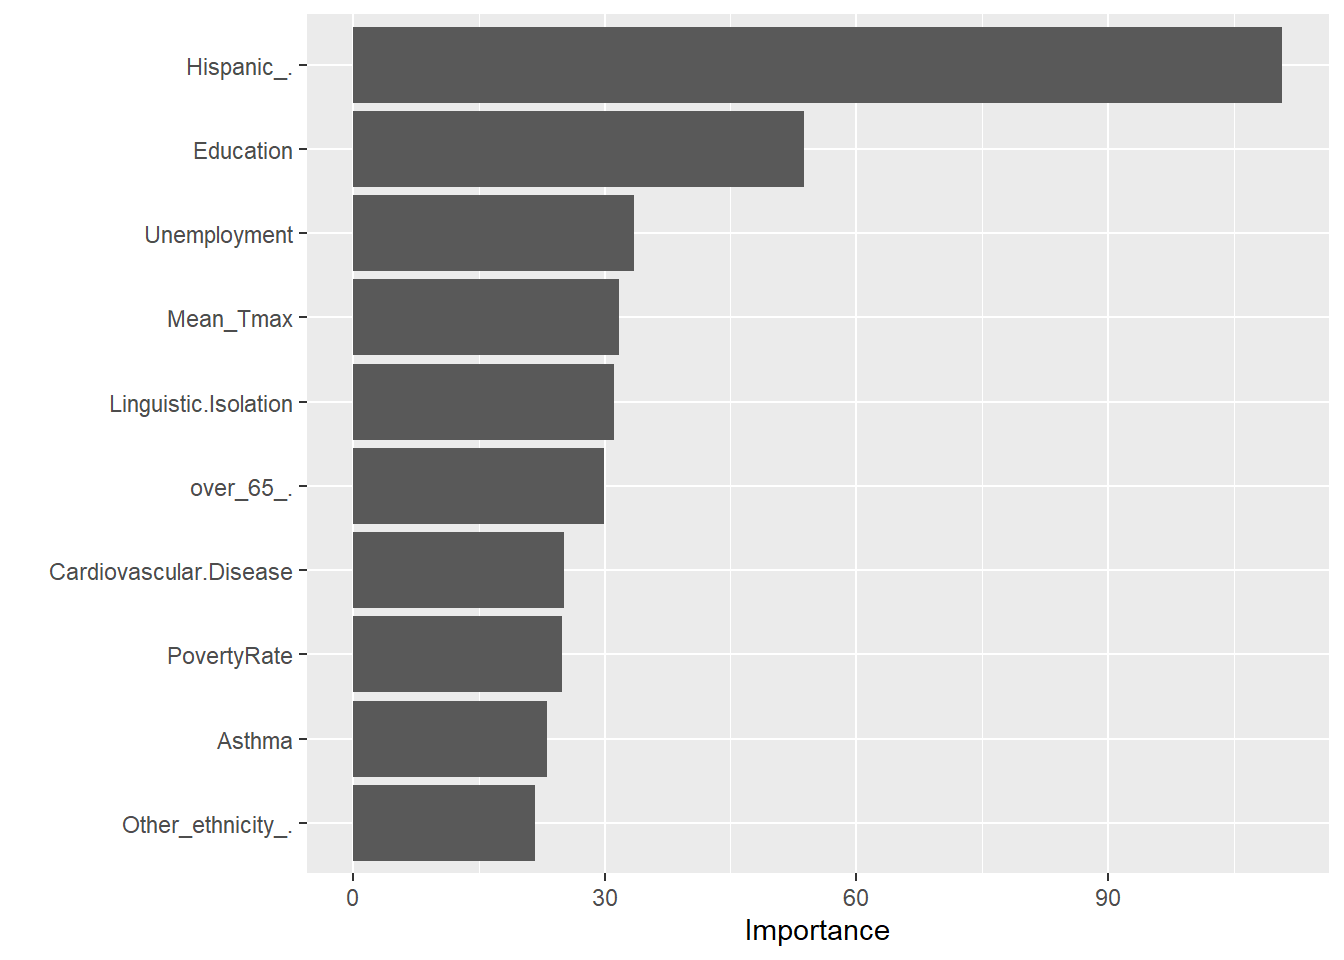 Hispanic_.
Education
Unemployment
Mean_Tmax
Linguistic.Isolation
over_65_.
Cardiovascular.Disease
PovertyRate
Asthma
Other_ethnicity_.
0 30 60 90
Importance